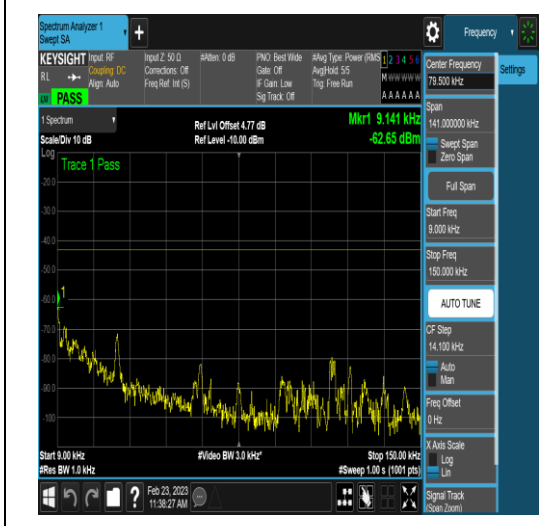 Spectrum Analyzer 1
Swept SA
Frequency
KEYSIGHT
RL
PASS
Input: RF
Coupling: DC
Align: Auto
Input Z: 50 Ω
Corrections: Off
Freq Ref: Int (S)
#Atten: 0 dB
PNO: Best Wide
Gate: Off
IF Gain: Low
Sig Track: Off
#Avg Type: Power (RMS
Avg|Hold: 5/5
Trig: Free Run
1 2 3 4 5 6
M W W W W W
A A A A A A
1 Spectrum
Scale/Div 10 dB
Ref Lvl Offset 4.77 dB
Ref Level -10.00 dBm
Mkr1 9.141 kHz
-62.65 dBm
Log
Trace 1 Pass
-20.0
-30.0
-40.0
-50.0
-60.0
1
-70.0
-80.0
-90.0
-100
Start 9.00 kHz
#Res BW 1.0 kHz
#Video BW 3.0 kHz*
Stop 150.00 kHz
#Sweep 1.00 s (1001 pts)
Feb 23, 2023
11:38:27 AM
Center Frequency
79.500 kHz
Settings
Span
141.000000 kHz
Swept Span
Zero Span
Full Span
Start Freq
9.000 kHz
Stop Freq
150.000 kHz
AUTO TUNE
CF Step
14.100 kHz
Auto
Man
Freq Offset
0 Hz
X Axis Scale
Log
Lin
Signal Track
(Span Zoom)